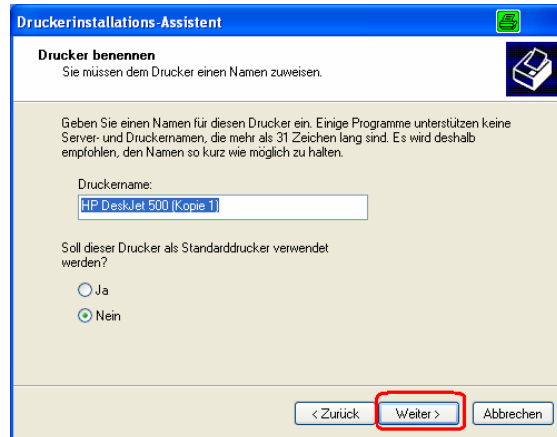 Druckerinstallations-Assistent
Drucker benennen
Sie müssen dem Drucker einen Namen zuweisen.
Geben Sie einen Namen für diesen Drucker ein. Einige Programme unterstützen keine
Server- und Druckernamen, die mehr als 31 Zeichen lang sind. Es wird deshalb
empfohlen, den Namen so kurz wie möglich zu halten.
Druckername:
HP DeskJet 500 (Kopie 1)
Soll dieser Drucker als Standarddrucker verwendet
werden?
Ja
Nein
< Zurück Weiter > Abbrechen